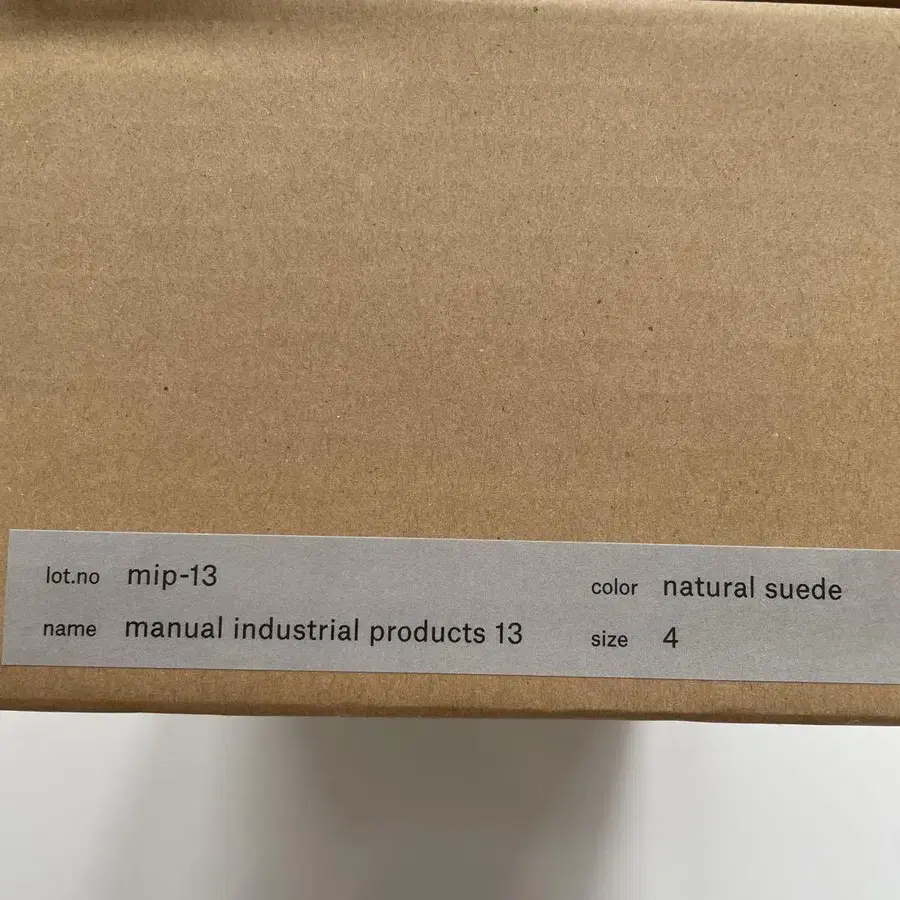 lot.no mip-13
name manual industrial products 13
color natural suede
size 4